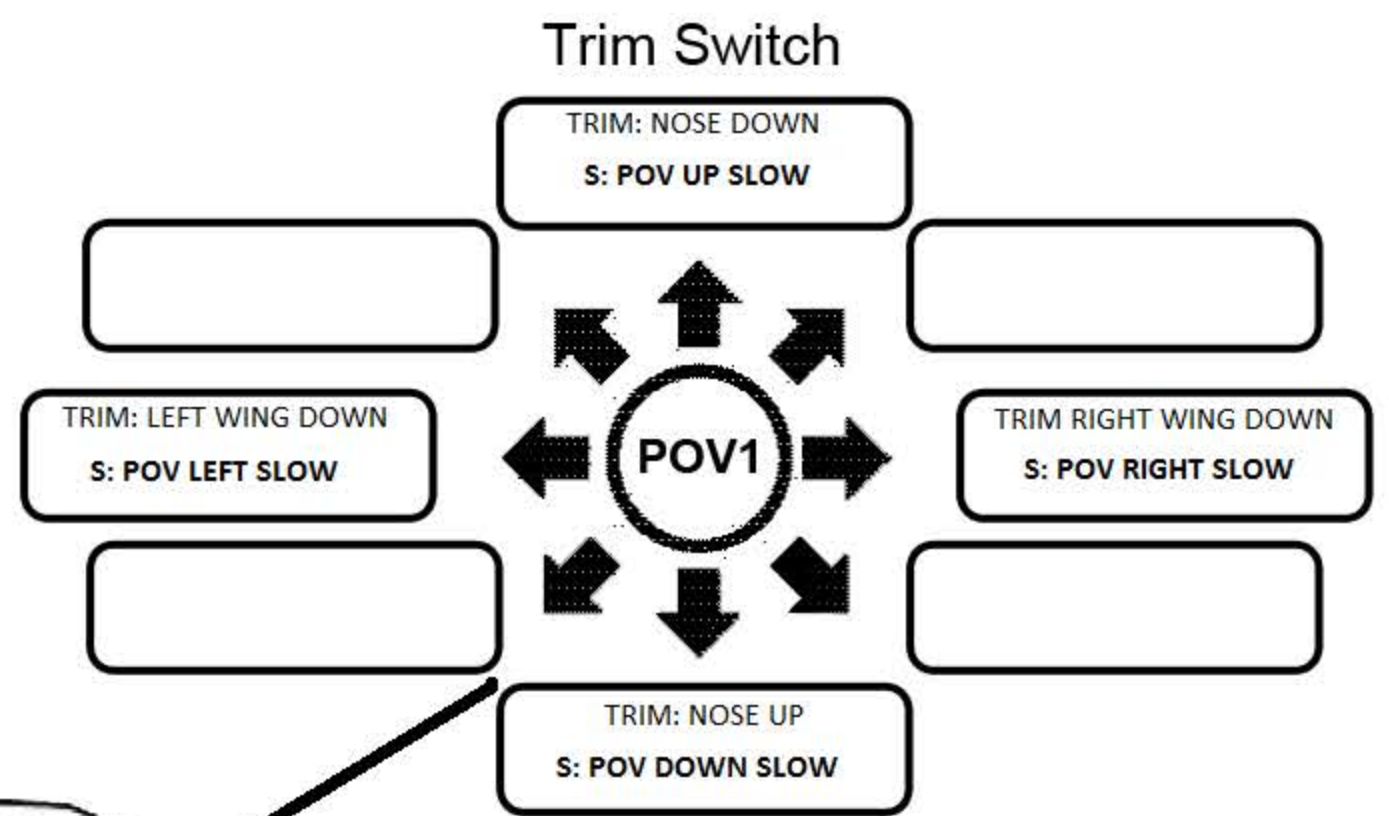 Trim Switch
TRIM: NOSE DOWN
S: POV UP SLOW
TRIM: LEFT WING DOWN
S: POV LEFT SLOW
POV1
TRIM RIGHT WING DOWN
S: POV RIGHT SLOW
TRIM: NOSE UP
S: POV DOWN SLOW